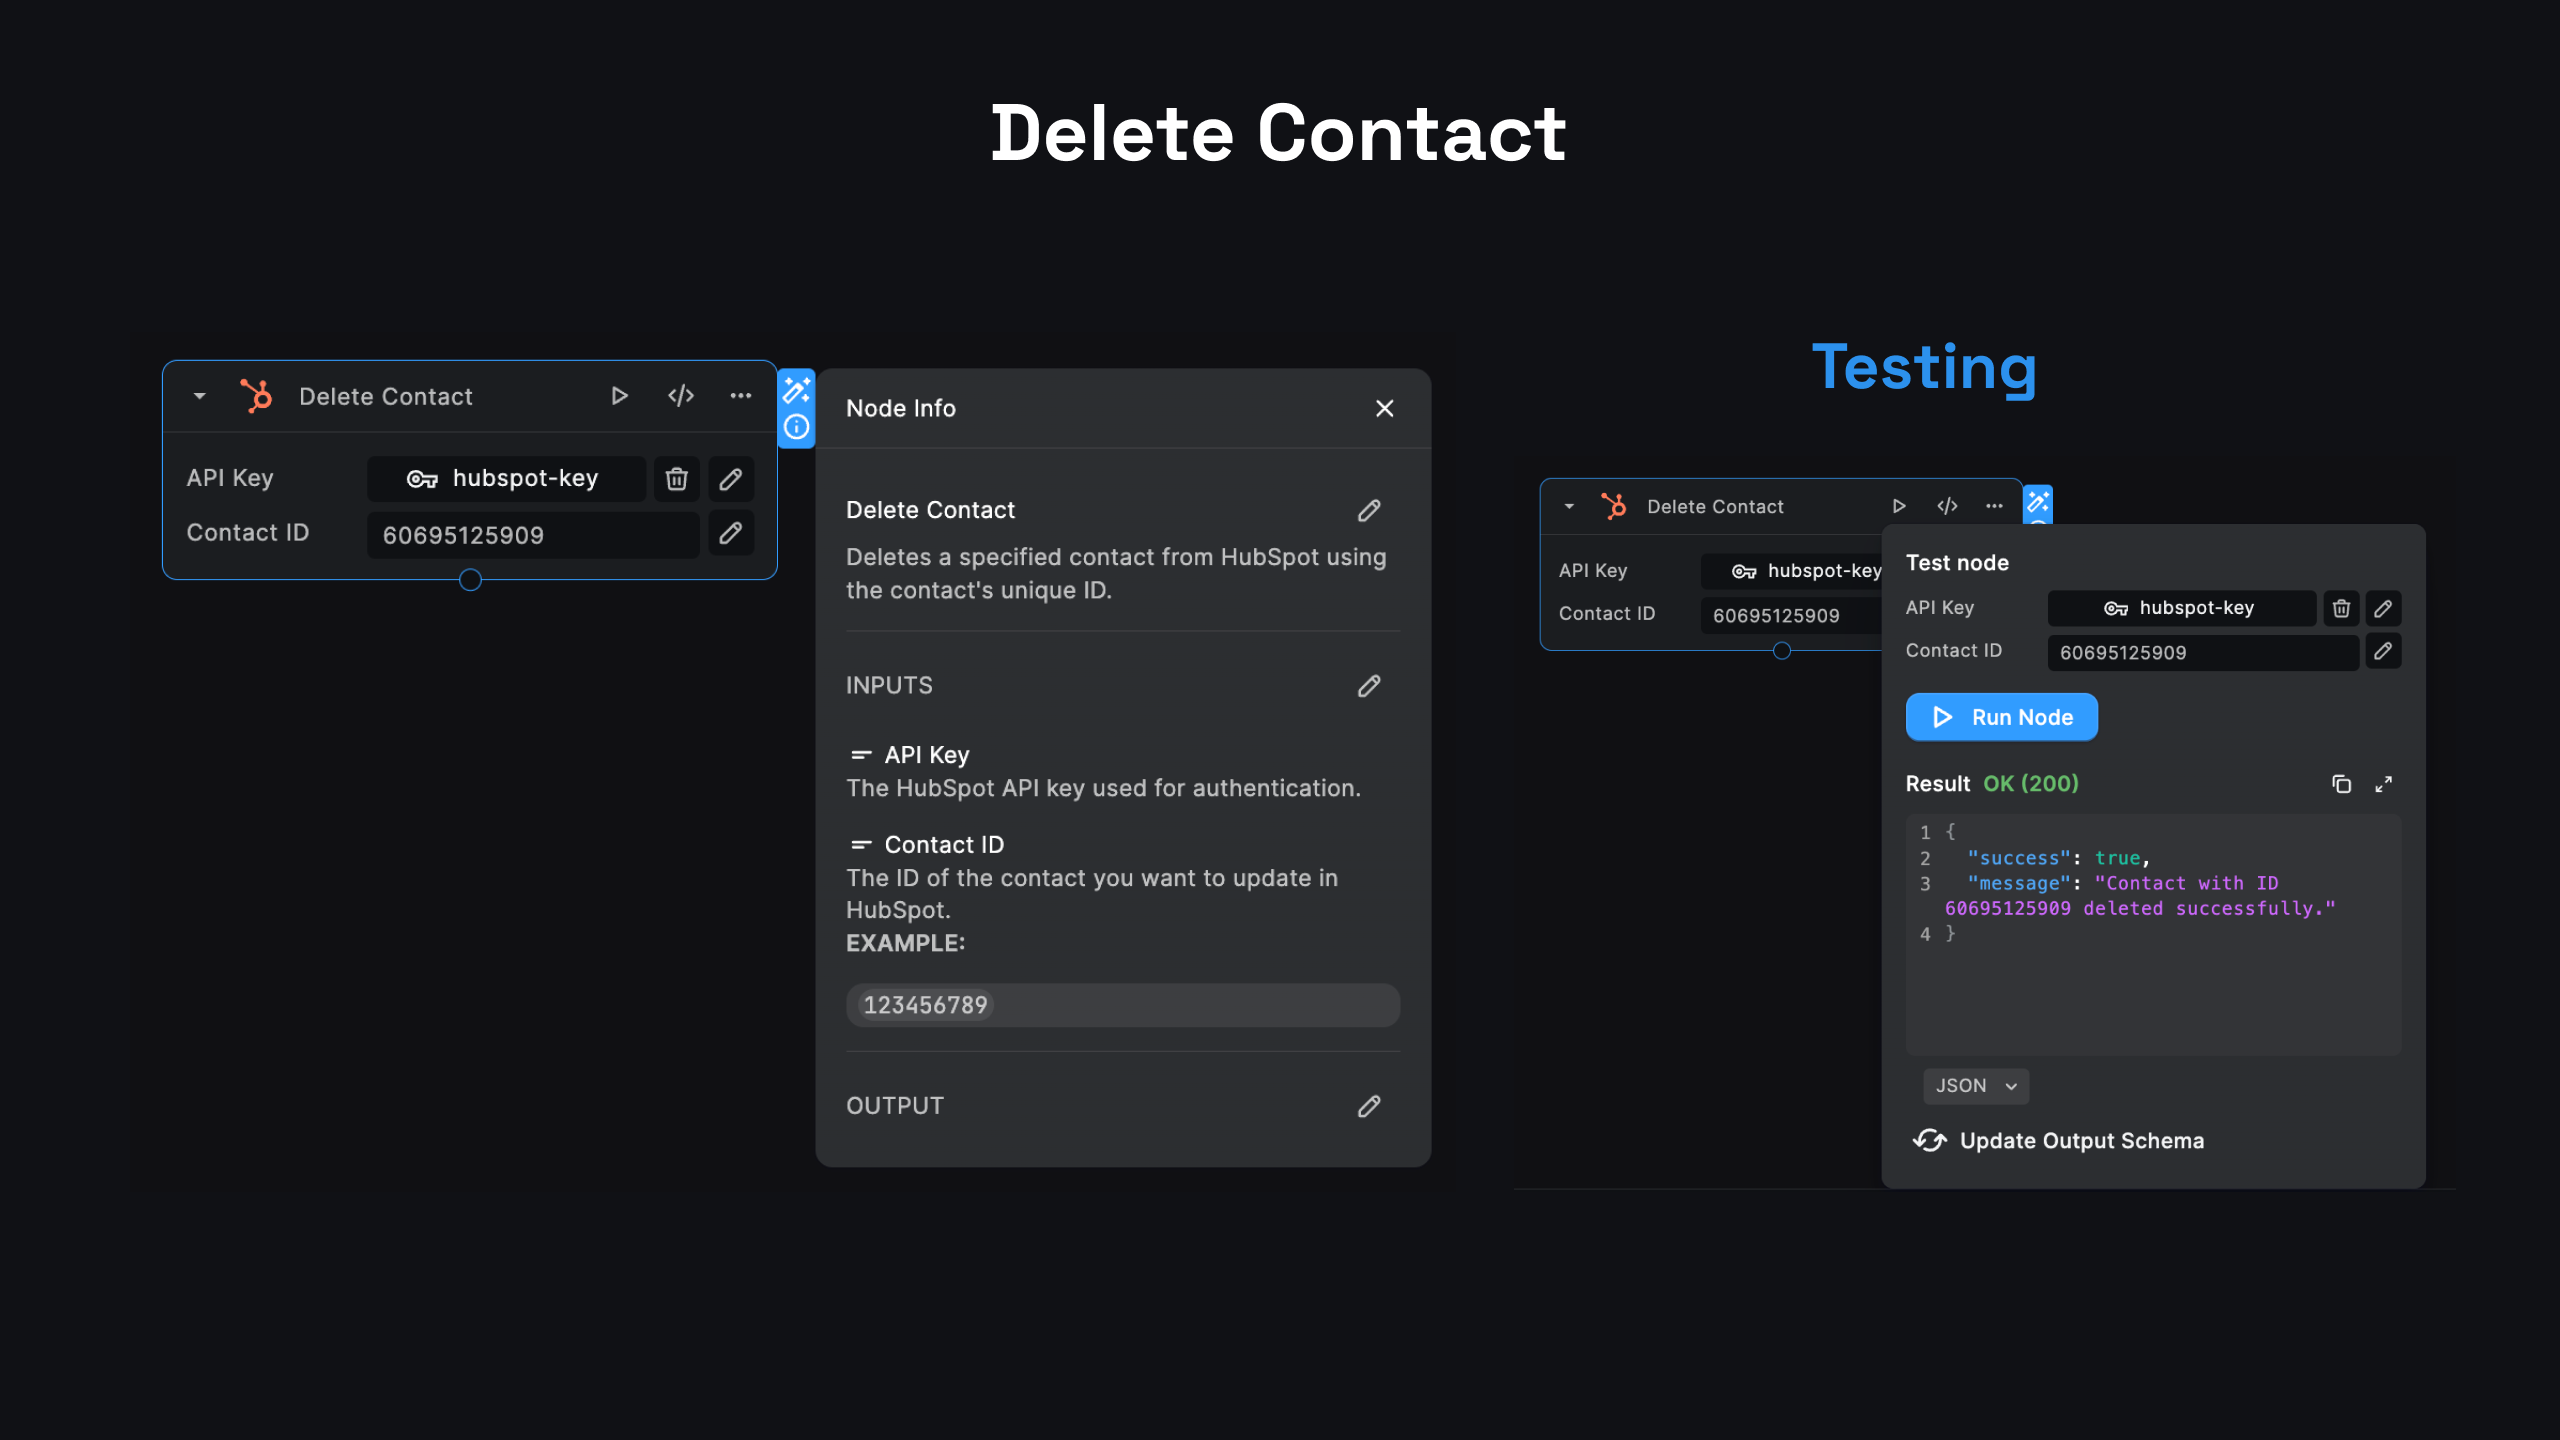 Delete Contact
Delete Contact
API Key
hubspot-key
Contact ID
60695125909
Node Info
Delete Contact
Deletes a specified contact from HubSpot using
the contact's unique ID.
INPUTS
API Key
The HubSpot API key used for authentication.
Contact ID
The ID of the contact you want to update in
HubSpot.
EXAMPLE:
123456789
OUTPUT
Testing
Delete Contact
API Key
hubspot-key
Contact ID
60695125909
Test node
API Key
hubspot-key
Contact ID
60695125909
Run Node
Result OK (200)
1 {
2 "success": true,
3 "message": "Contact with ID
60695125909 deleted successfully."
4 }
JSON
Update Output Schema